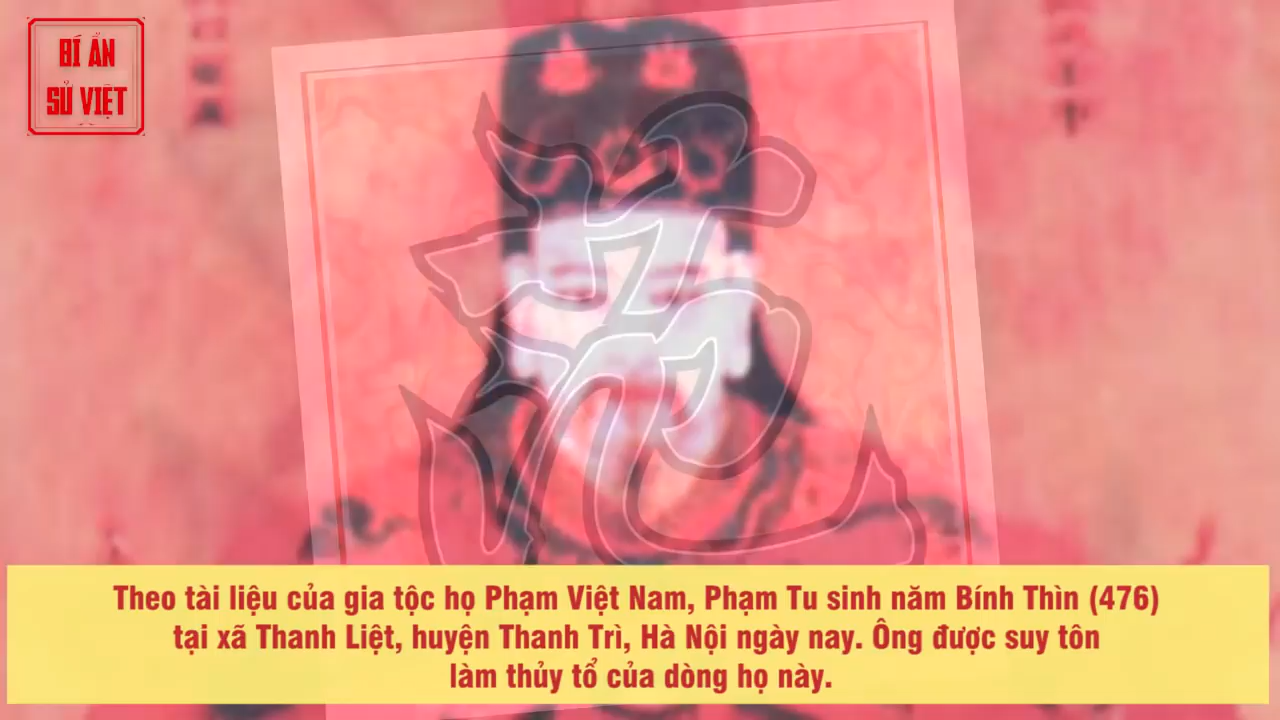 BÍ ẨN
SỬ VIỆT
Theo tài liệu của gia tộc họ Phạm Việt Nam, Phạm Tu sinh năm Bính Thìn (476)
tại xã Thanh Liệt, huyện Thanh Trì, Hà Nội ngày nay. Ông được suy tôn
làm thủy tổ của dòng họ này.